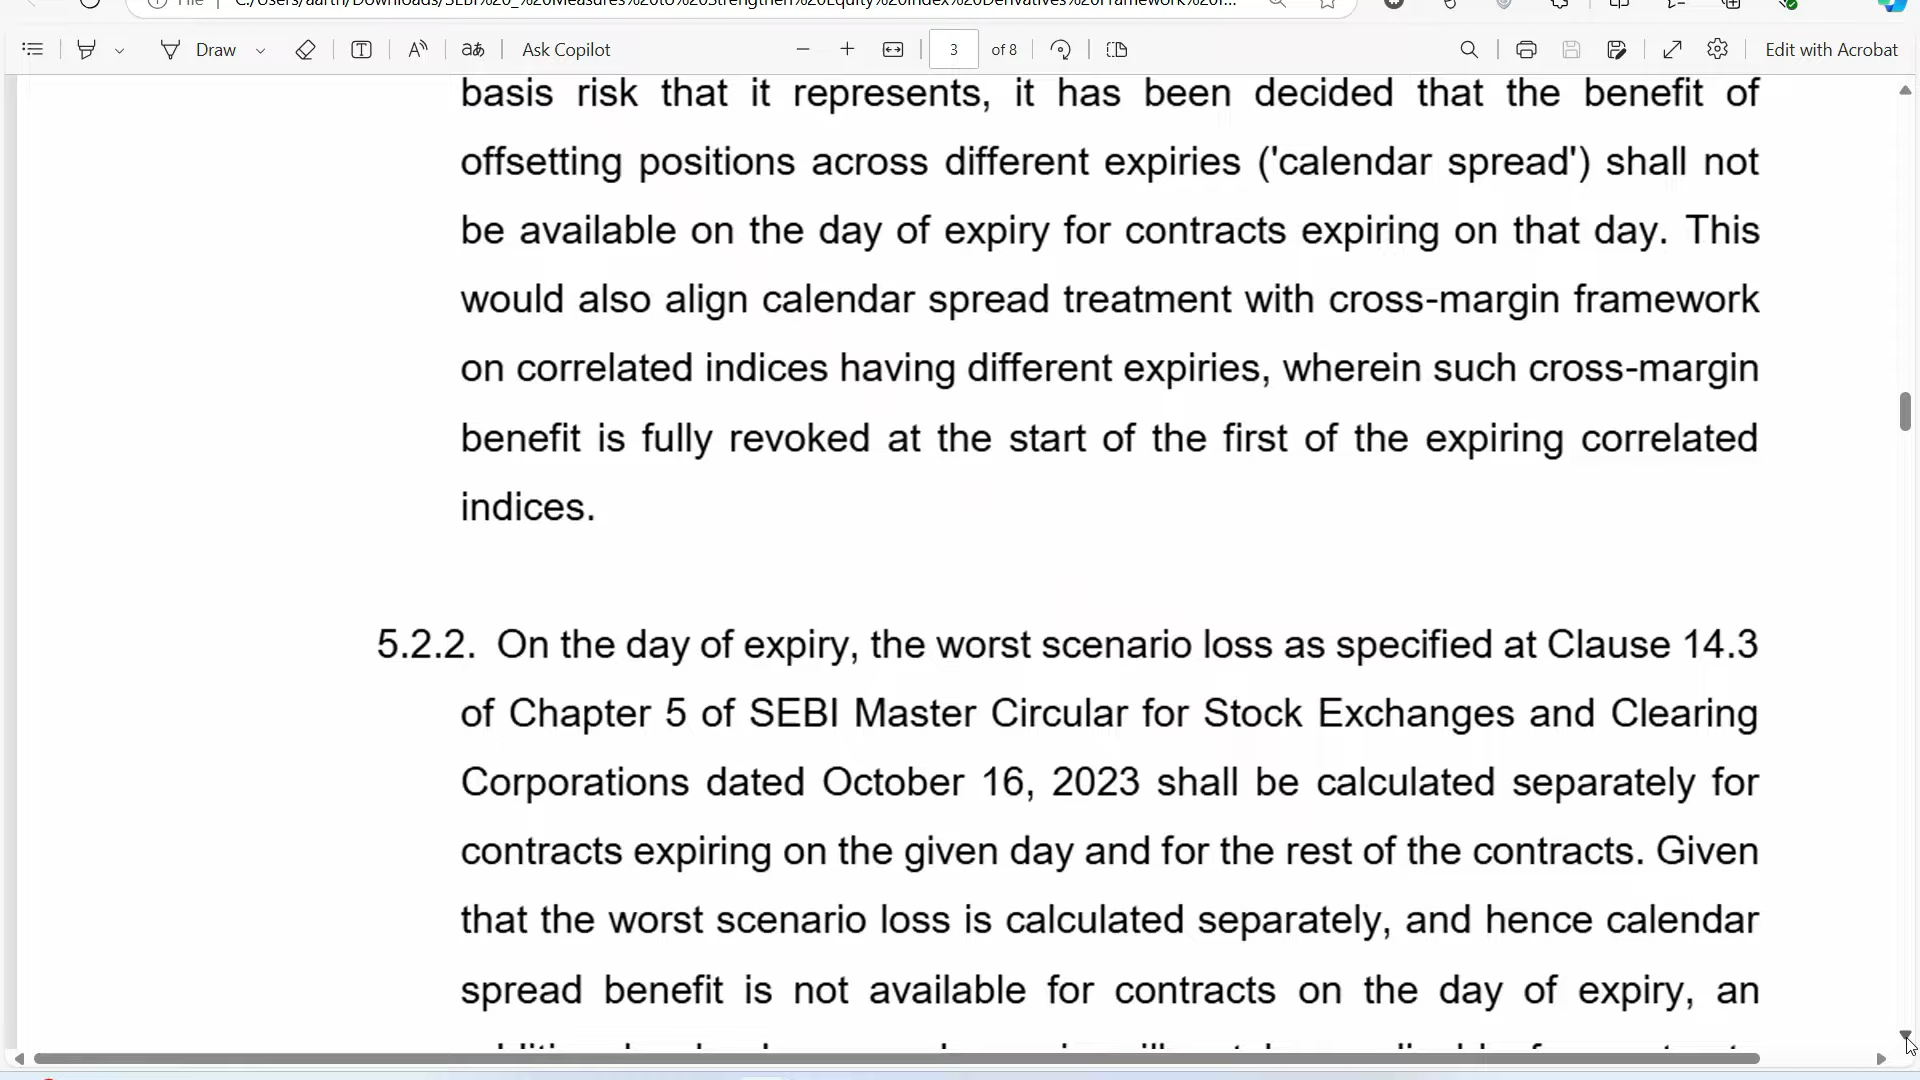 Draw
Ask Copilot
3 of 8
Edit with Acrobat
basis risk that it represents, it has been decided that the benefit of
offsetting positions across different expiries ('calendar spread') shall not
be available on the day of expiry for contracts expiring on that day. This
would also align calendar spread treatment with cross-margin framework
on correlated indices having different expiries, wherein such cross-margin
benefit is fully revoked at the start of the first of the expiring correlated
indices.
5.2.2. On the day of expiry, the worst scenario loss as specified at Clause 14.3
of Chapter 5 of SEBI Master Circular for Stock Exchanges and Clearing
Corporations dated October 16, 2023 shall be calculated separately for
contracts expiring on the given day and for the rest of the contracts. Given
that the worst scenario loss is calculated separately, and hence calendar
spread benefit is not available for contracts on the day of expiry, an